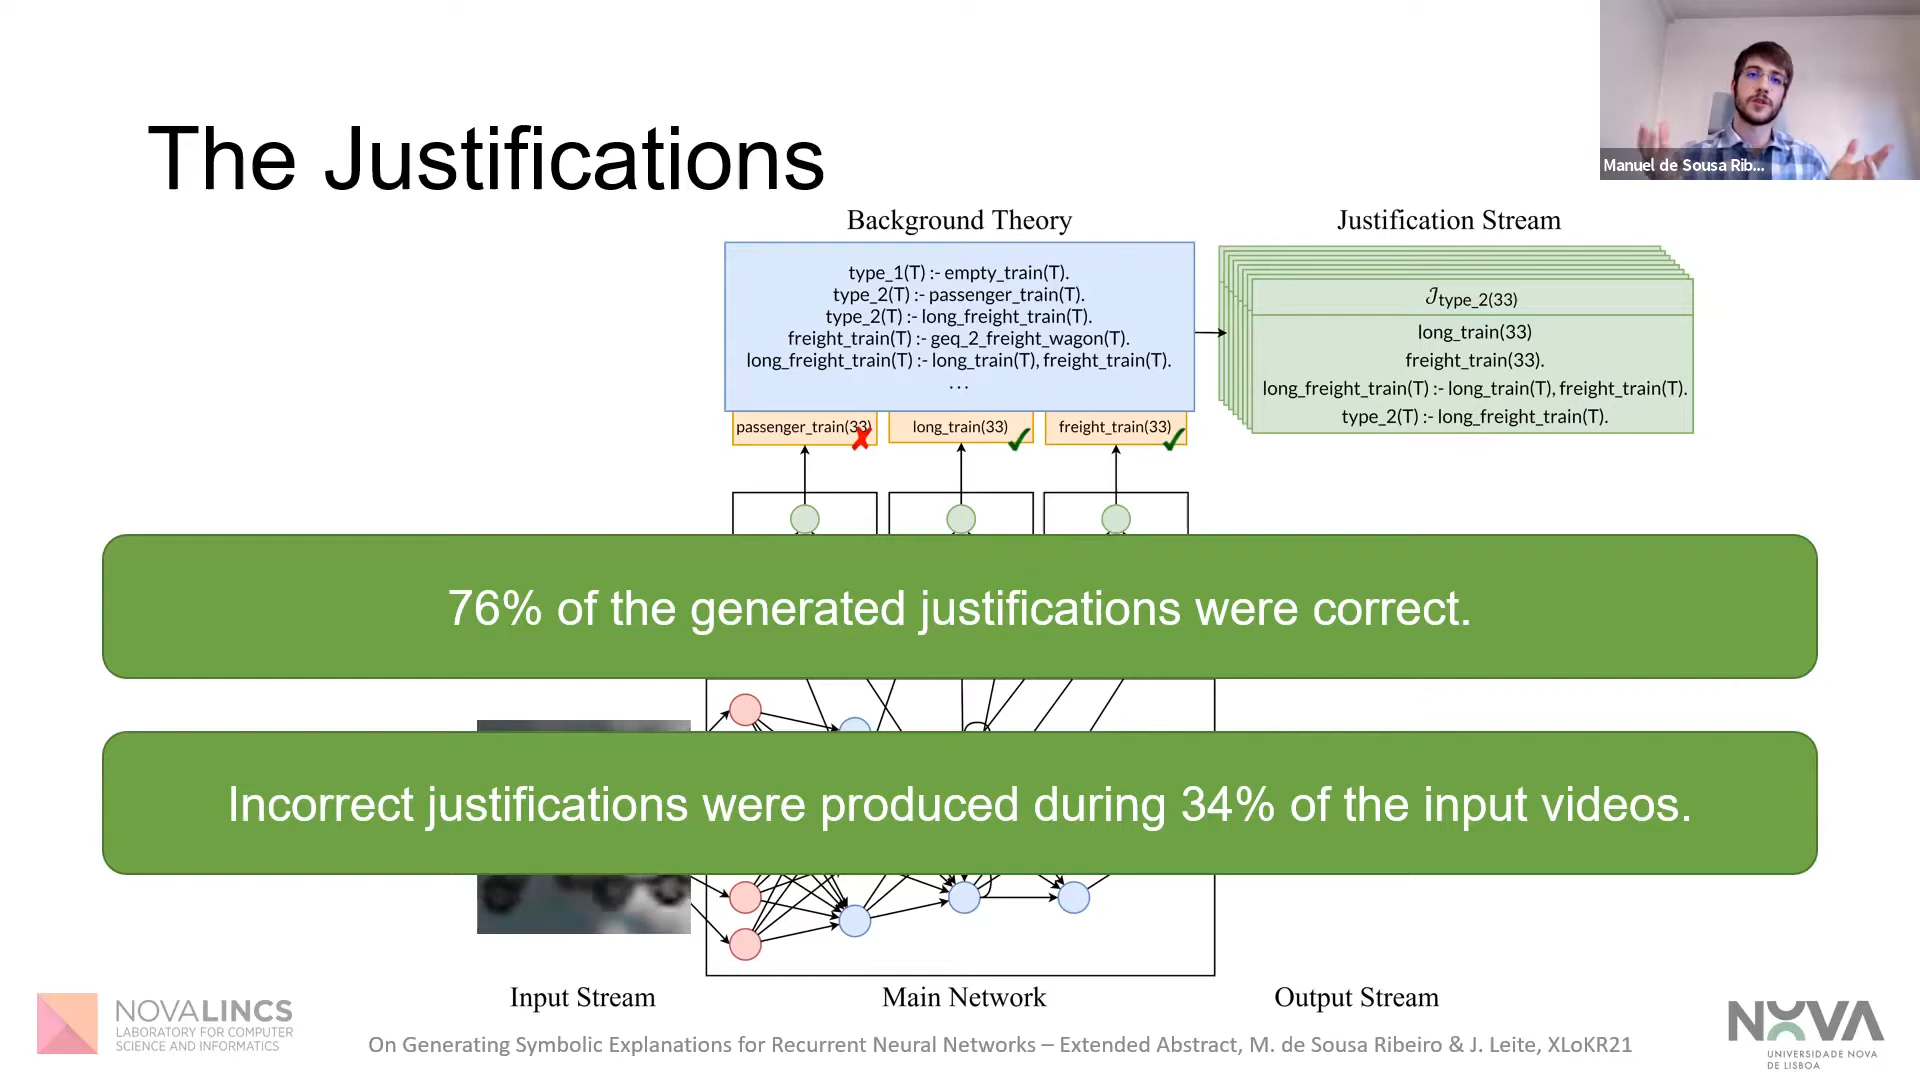 The Justifications
Manuel de Sousa Rib...
Background Theory
type_1(T) :- empty_train(T).
type_2(T) :- passenger_train(T).
type_2(T) :- long_freight_train(T).
freight_train(T) :- geq_2_freight_wagon(T).
long_freight_train(T) :- long_train(T), freight_train(T).
...
Justification Stream
𝒥type_2(33)
long_train(33)
freight_train(33).
long_freight_train(T) :- long_train(T), freight_train(T).
type_2(T) :- long_freight_train(T).
passenger_train(33)
long_train(33)
freight_train(33)
76% of the generated justifications were correct.
Incorrect justifications were produced during 34% of the input videos.
Input Stream
Main Network
Output Stream
NOVALINCS
LABORATORY FOR COMPUTER
SCIENCE AND INFORMATICS
On Generating Symbolic Explanations for Recurrent Neural Networks – Extended Abstract, M. de Sousa Ribeiro & J. Leite, XLoKR21
NOVA
UNIVERSIDADE NOVA
DE LISBOA